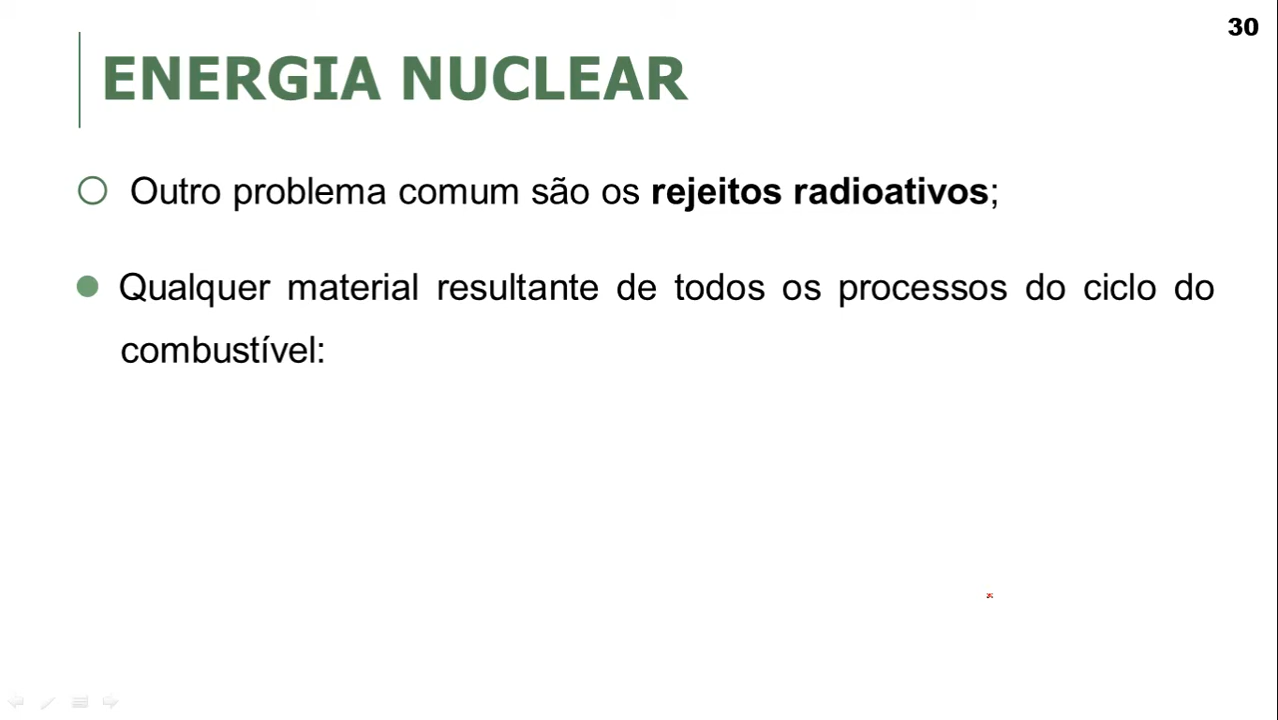 30
ENERGIA NUCLEAR
Outro problema comum são os rejeitos radioativos;
Qualquer material resultante de todos os processos do ciclo do
combustível: